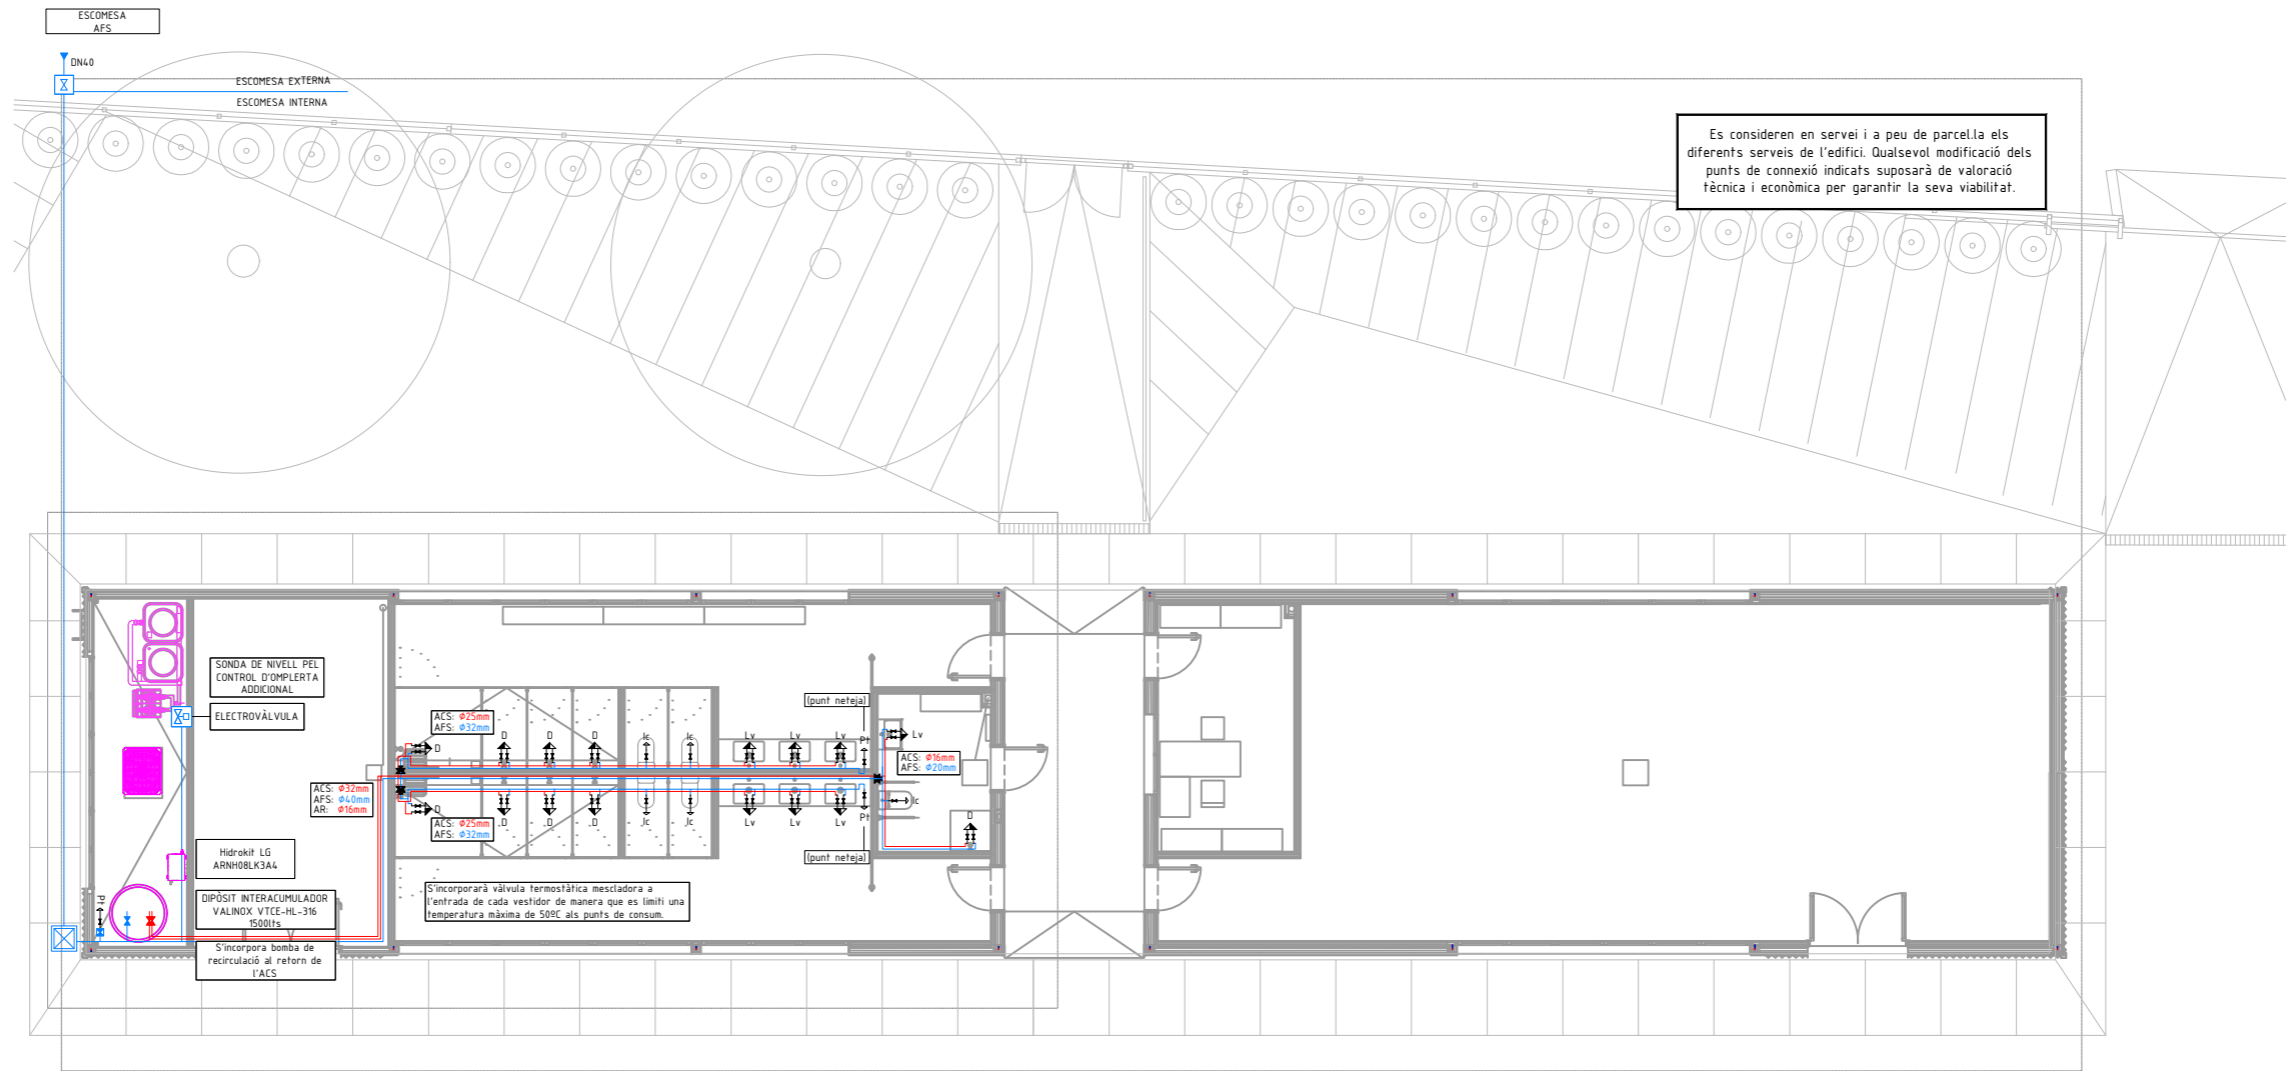 ESCOMESA
AFS
DN40
ESCOMESA EXTERNA
ESCOMESA INTERNA
Es consideren en servei i a peu de parcel.la els
diferents serveis de l'edifici. Qualsevol modificació dels
punts de connexió indicats suposarà de valoració
tècnica i econòmica per garantir la seva viabilitat.
SONDA DE NIVELL PEL
CONTROL D'OMPLERTA
ADDICIONAL
ELECTROVÀLVULA
(punt neteja)
ACS: Ø25mm
AFS: Ø32mm
D
D
D
D
Ic
Ic
Lv
Lv
Lv
Pt
Lv
ACS: Ø16mm
AFS: Ø20mm
ACS: Ø32mm
AFS: Ø40mm
AR: Ø16mm
D
ACS: Ø25mm
AFS: Ø32mm
.D
.D
.D
Ic
Ic
Lv
Lv
Lv
Pt
Ic
D
(punt neteja)
Hidrokit LG
ARNH08LK3A4
DIPÒSIT INTERACUMULADOR
VALINOX VTCE-HL-316
1500lts
S'incorpora bomba de
recirculació al retorn de
l'ACS
Pt
S'incorporarà vàlvula termostàtica mescladora a
l'entrada de cada vestidor de manera que es limiti una
temperatura màxima de 50ºC als punts de consum.